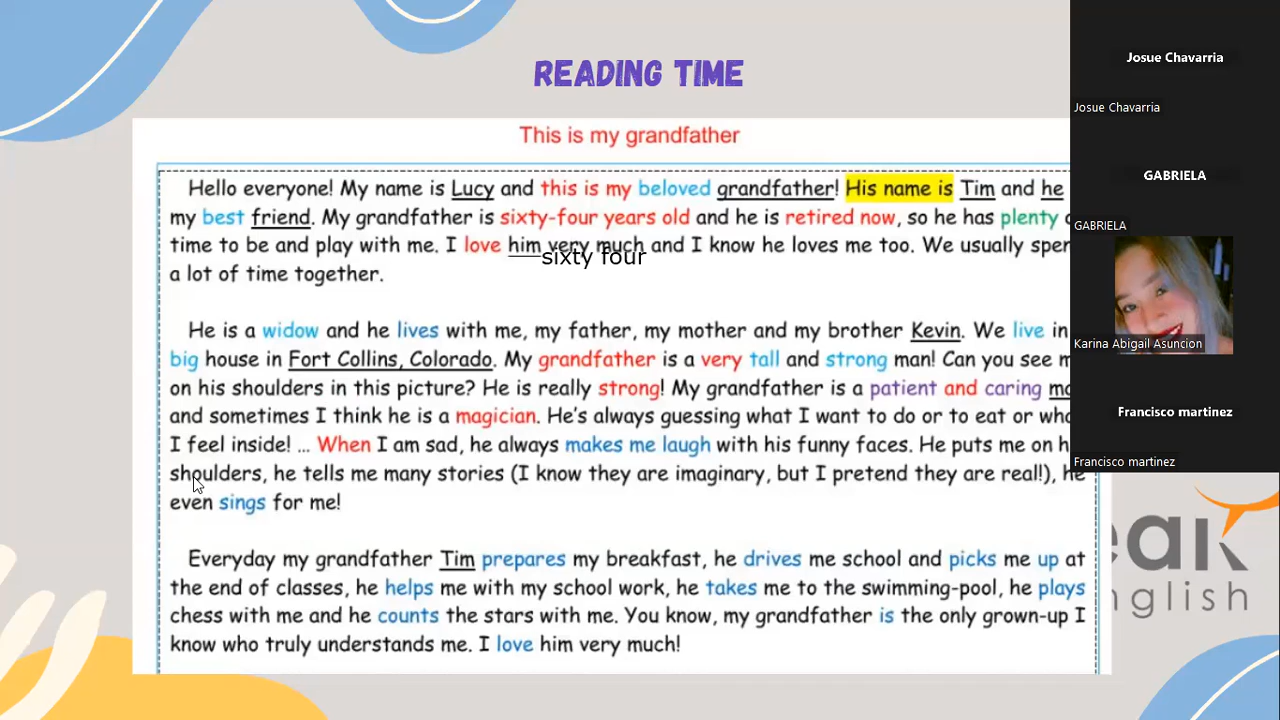 READING TIME
This is my grandfather
Hello everyone! My name is Lucy and this is my beloved grandfather! His name is Tim and he
my best friend. My grandfather is sixty-four years old and he is retired now, so he has plenty
time to be and play with me. I love him very much and I know he loves me too. We usually
sixty four
a lot of time together.
He is a widow and he lives with me, my father, my mother and my brother Kevin. We live in
big house in Fort Collins, Colorado. My grandfather is a very tall and strong man! Can you see
on his shoulders in this picture? He is really strong! My grandfather is a patient and caring
and sometimes I think he is a magician. He's always guessing what I want to do or to eat or
I feel inside! ... When I am sad, he always makes me laugh with his funny faces. He puts me on
shoulders, he tells me many stories (I know they are imaginary, but I pretend they are real!), he
even sings for me!
Everyday my grandfather Tim prepares my breakfast, he drives me school and picks me up at
the end of classes, he helps me with my school work, he takes me to the swimming-pool, he plays
chess with me and he counts the stars with me. You know, my grandfather is the only grown-up I
know who truly understands me. I love him very much!
Josue Chavarria
Josue Chavarria
GABRIELA
GABRIELA
Karina Abigail Asuncion
Francisco martinez
Francisco martinez